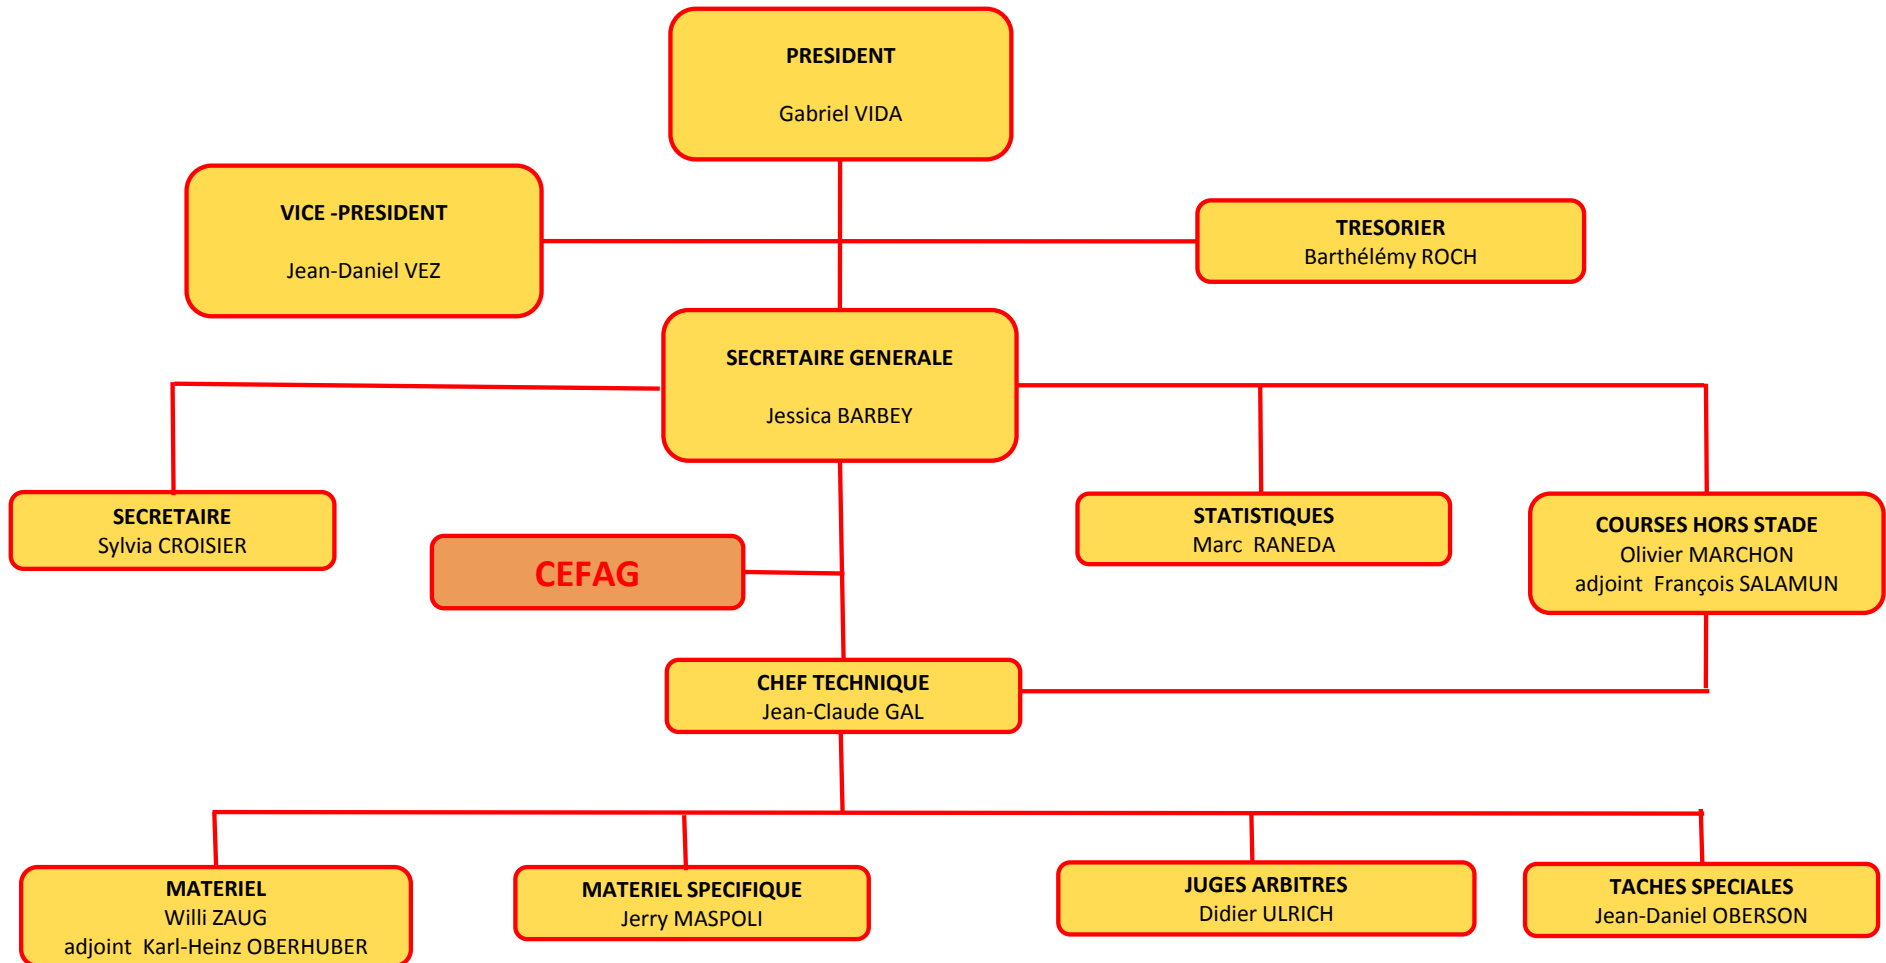 PRESIDENT
Gabriel VIDA
VICE -PRESIDENT
Jean-Daniel VEZ
TRESORIER
Barthélémy ROCH
SECRETAIRE GENERALE
Jessica BARBEY
SECRETAIRE
Sylvia CROISIER
STATISTIQUES
Marc  RANEDA
COURSES HORS STADE
Olivier MARCHON
adjoint  François SALAMUN
CEFAG
CHEF TECHNIQUE
Jean-Claude GAL
MATERIEL
Willi ZAUG
adjoint  Karl-Heinz OBERHUBER
MATERIEL SPECIFIQUE
Jerry MASPOLI
JUGES ARBITRES
Didier ULRICH
TACHES SPECIALES
Jean-Daniel OBERSON